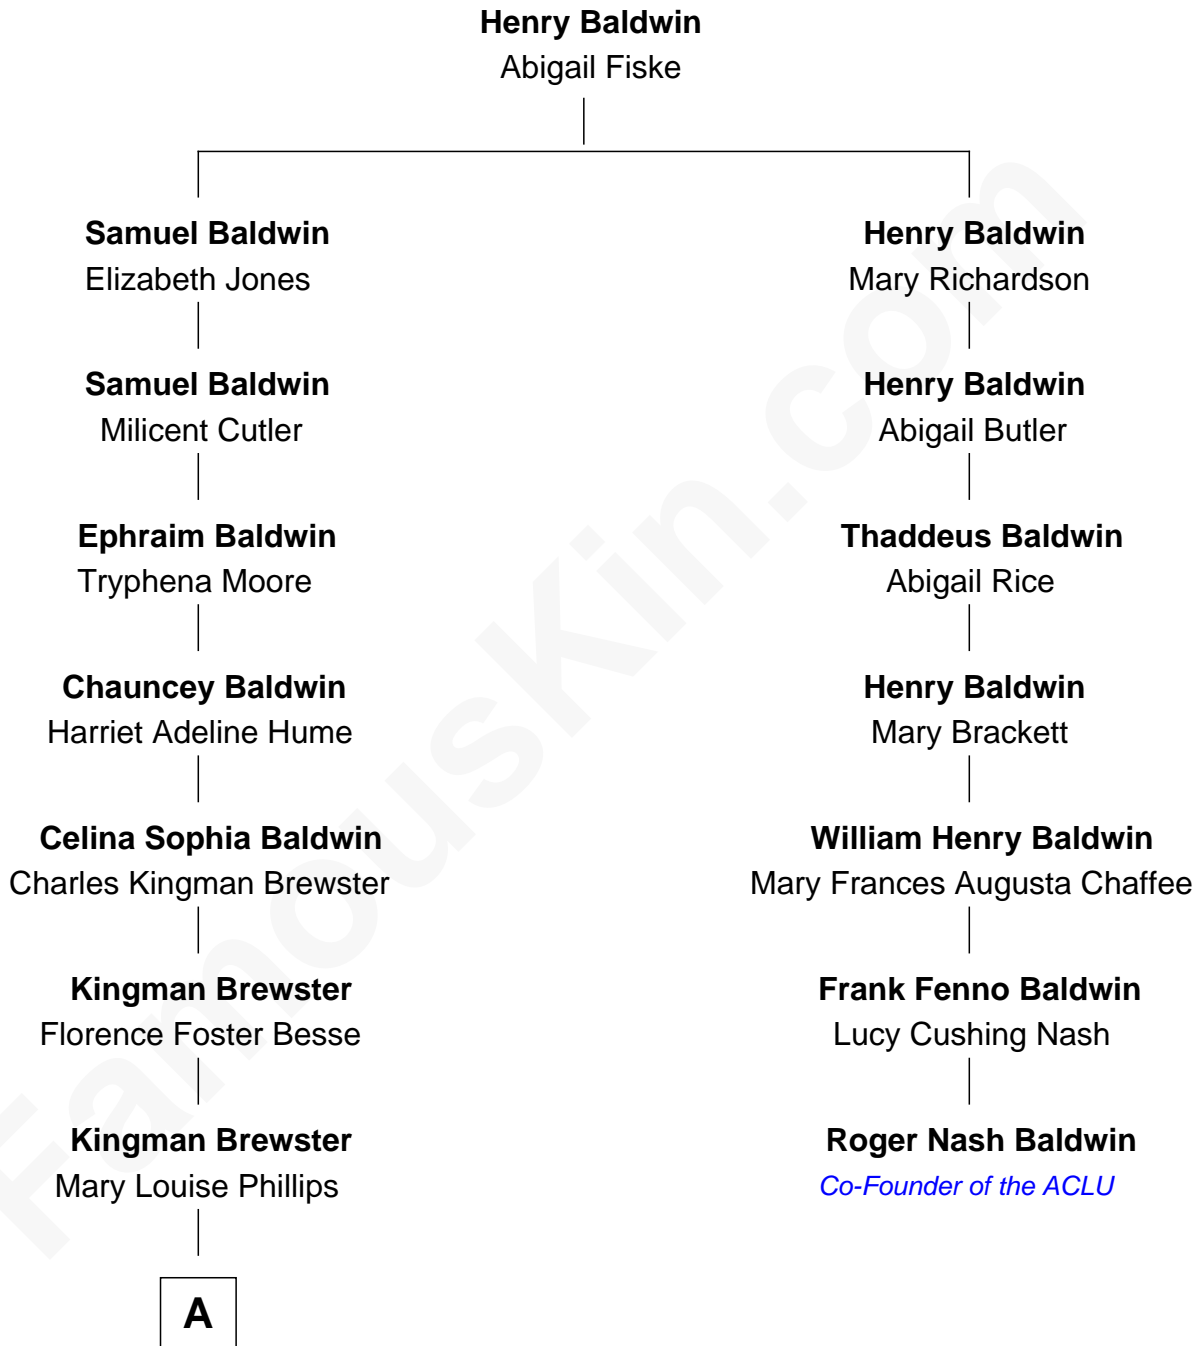 Henry Baldwin
Abigail Fiske
Samuel Baldwin
Elizabeth Jones
Henry Baldwin
Mary Richardson
Samuel Baldwin
Milicent Cutler
Henry Baldwin
Abigail Butler
Ephraim Baldwin
Tryphena Moore
Thaddeus Baldwin
Abigail Rice
Chauncey Baldwin
Harriet Adeline Hume
Henry Baldwin
Mary Brackett
Celina Sophia Baldwin
Charles Kingman Brewster
William Henry Baldwin
Mary Frances Augusta Chaffee
Kingman Brewster
Florence Foster Besse
Frank Fenno Baldwin
Lucy Cushing Nash
Kingman Brewster
Mary Louise Phillips
Roger Nash Baldwin
Co-Founder of the ACLU
A
FamousKin.com